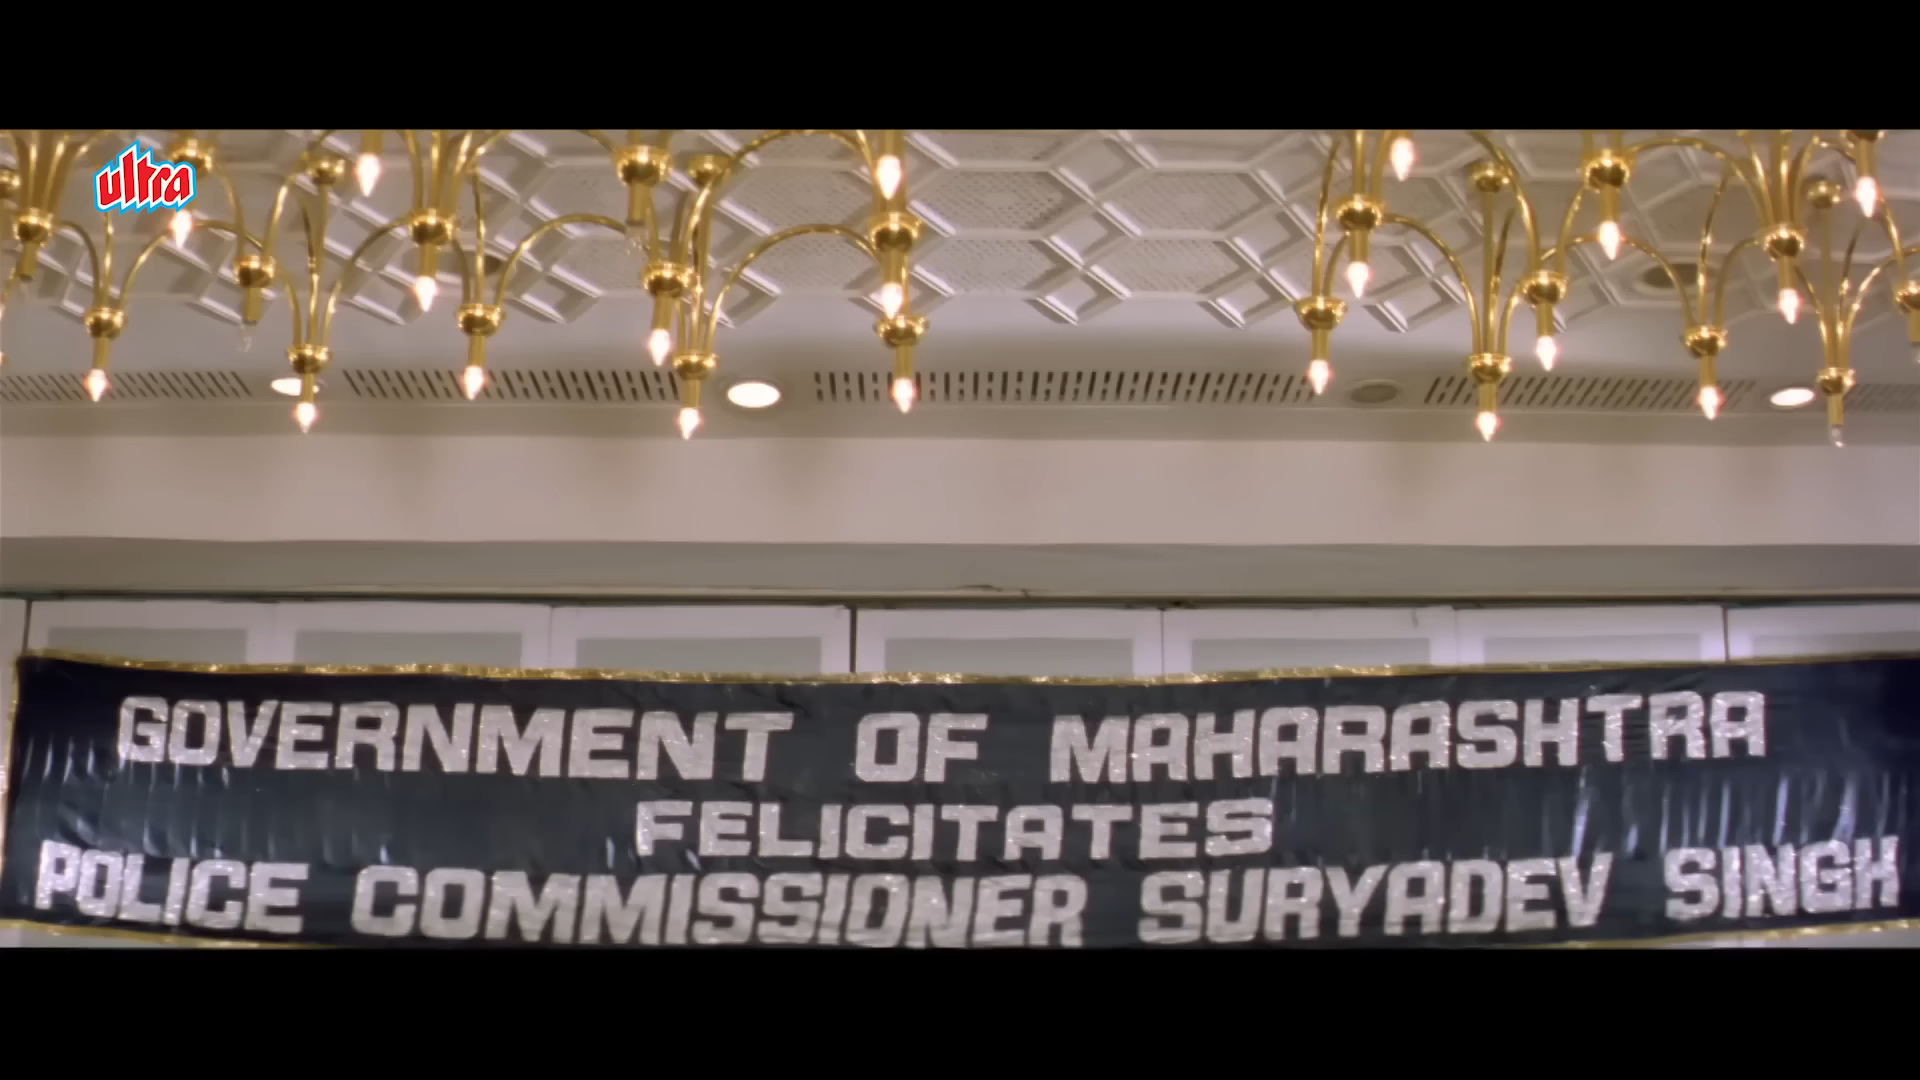 ultra
GOVERNMENT OF MAHARASHTRA
FELICITATES
POLICE COMMISSIONER SURYADEV SINGH